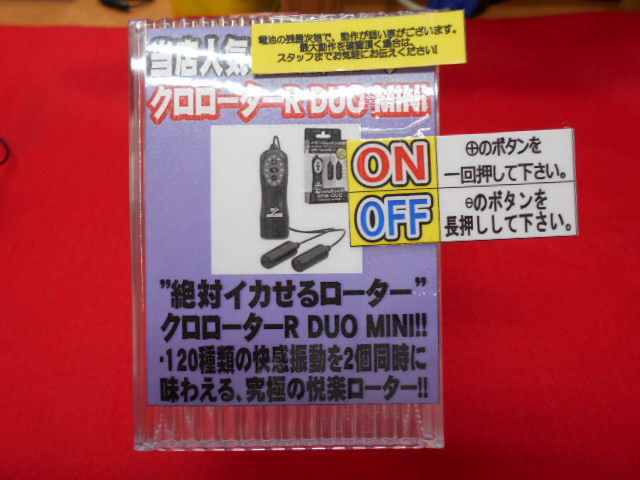 電池の残量次第で、動作が弱い事がございます。
最大動作を確認頂く場合は、
スタッフまでお気軽にお伝えください!
当店人気
クロローターR DUO MINI
ON
⊕のボタンを
一回押して下さい。
OFF
⊖のボタンを
長押しして下さい。
"絶対イカせるローター"
クロローターR DUO MINI!!
・120種類の快感振動を2個同時に
味わえる、究極の悦楽ローター!!